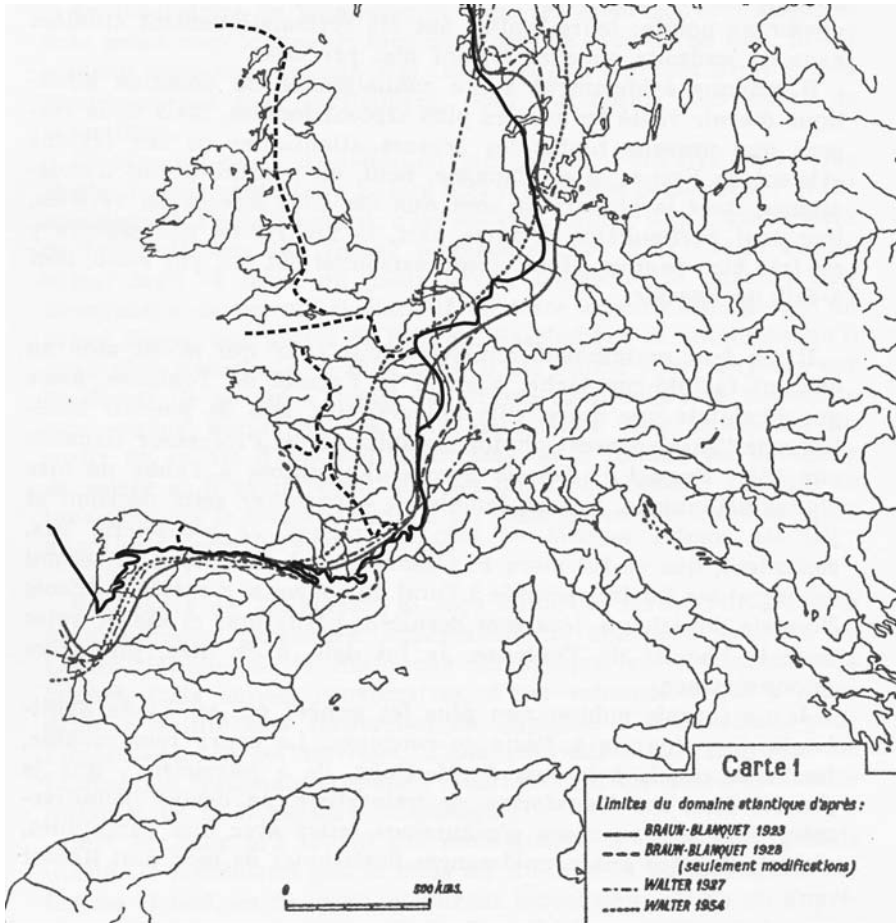 Carte 1
Limites du domaine atlantique d'après :
BRAUN-BLANQUET 1923
BRAUN-BLANQUET 1928
(seulement modifications)
WALTER 1927
WALTER 1954
0 500 kms.